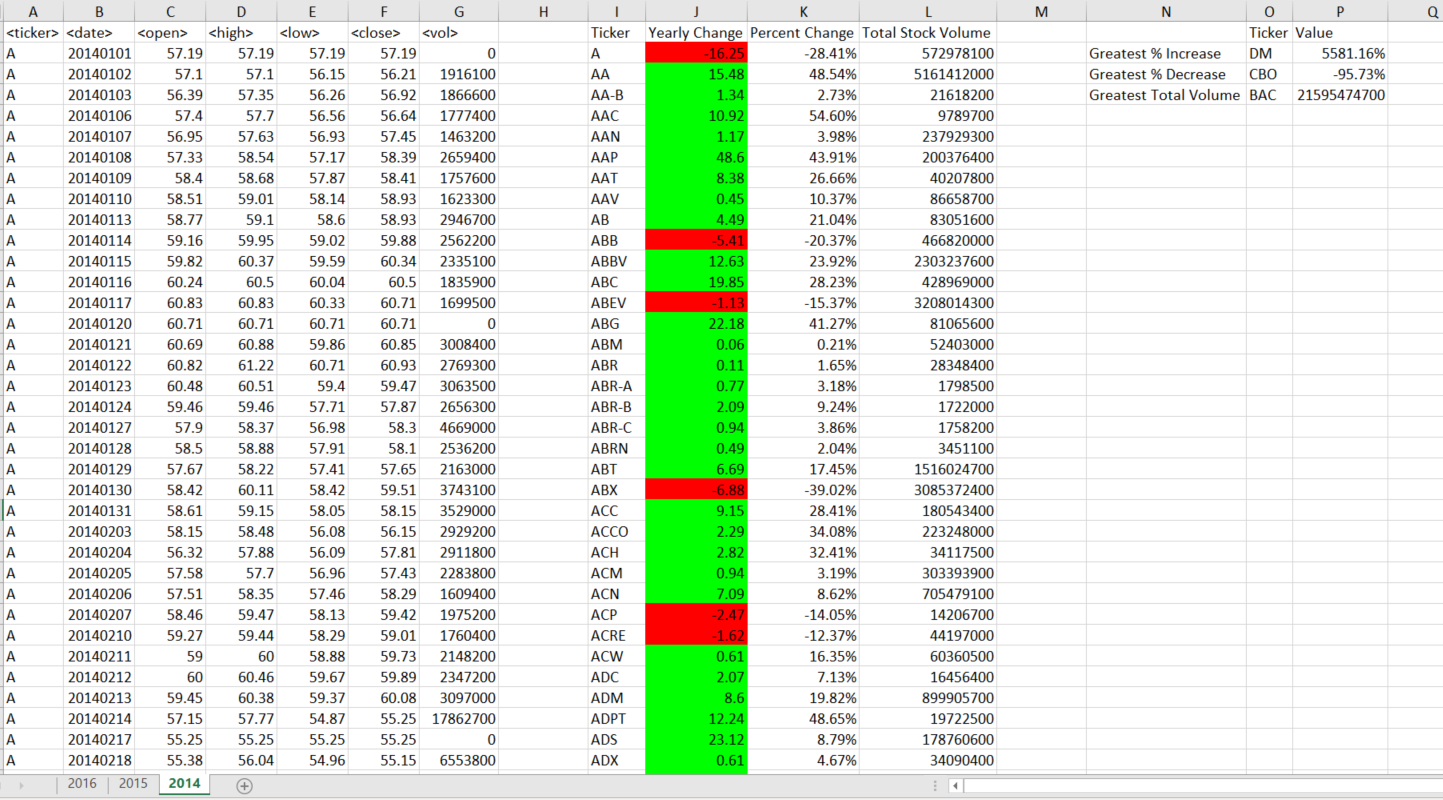 A B C D E F G H I J K L M N O P Q
<ticker> <date> <open> <high> <low> <close> <vol> Ticker Yearly Change Percent Change Total Stock Volume Ticker Value
A 20140101 57.19 57.19 57.19 57.19 0 A -16.25 -28.41% 572978100 Greatest % Increase DM 5581.16%
A 20140102 57.1 57.1 56.15 56.21 1916100 AA 15.48 48.54% 5161412000 Greatest % Decrease CBO -95.73%
A 20140103 56.39 57.35 56.26 56.92 1866600 AA-B 1.34 2.73% 21618200 Greatest Total Volume BAC 21595474700
A 20140106 57.4 57.7 56.56 56.64 1777400 AAC 10.92 54.60% 9789700
A 20140107 56.95 57.63 56.93 57.45 1463200 AAN 1.17 3.98% 237929300
A 20140108 57.33 58.54 57.17 58.39 2659400 AAP 48.6 43.91% 200376400
A 20140109 58.4 58.68 57.87 58.41 1757600 AAT 8.38 26.66% 40207800
A 20140110 58.51 59.01 58.14 58.93 1623300 AAV 0.45 10.37% 86658700
A 20140113 58.77 59.1 58.6 58.93 2946700 AB 4.49 21.04% 83051600
A 20140114 59.16 59.95 59.02 59.88 2562200 ABB -5.41 -20.37% 466820000
A 20140115 59.82 60.37 59.59 60.34 2335100 ABBV 12.63 23.92% 2303237600
A 20140116 60.24 60.5 60.04 60.5 1835900 ABC 19.85 28.23% 428969000
A 20140117 60.83 60.83 60.33 60.71 1699500 ABEV -1.13 -15.37% 3208014300
A 20140120 60.71 60.71 60.71 60.71 0 ABG 22.18 41.27% 81065600
A 20140121 60.69 60.88 59.86 60.85 3008400 ABM 0.06 0.21% 52403000
A 20140122 60.82 61.22 60.71 60.93 2769300 ABR 0.11 1.65% 28348400
A 20140123 60.48 60.51 59.4 59.47 3063500 ABR-A 0.77 3.18% 1798500
A 20140124 59.46 59.46 57.71 57.87 2656300 ABR-B 2.09 9.24% 1722000
A 20140127 57.9 58.37 56.98 58.3 4669000 ABR-C 0.94 3.86% 1758200
A 20140128 58.5 58.88 57.91 58.1 2536200 ABRN 0.49 2.04% 3451100
A 20140129 57.67 58.22 57.41 57.65 2163000 ABT 6.69 17.45% 1516024700
A 20140130 58.42 60.11 58.42 59.51 3743100 ABX -6.88 -39.02% 3085372400
A 20140131 58.61 59.15 58.05 58.15 3529000 ACC 9.15 28.41% 180543400
A 20140203 58.15 58.48 56.08 56.15 2929200 ACCO 2.29 34.08% 223248000
A 20140204 56.32 57.88 56.09 57.81 2911800 ACH 2.82 32.41% 34117500
A 20140205 57.58 57.7 56.96 57.43 2283800 ACM 0.94 3.19% 303393900
A 20140206 57.51 58.35 57.46 58.29 1609400 ACN 7.09 8.62% 705479100
A 20140207 58.46 59.47 58.13 59.42 1975200 ACP -2.47 -14.05% 14206700
A 20140210 59.27 59.44 58.29 59.01 1760400 ACRE -1.62 -12.37% 44197000
A 20140211 59 60 58.88 59.73 2148200 ACW 0.61 16.35% 60360500
A 20140212 60 60.46 59.67 59.89 2347200 ADC 2.07 7.13% 16456400
A 20140213 59.45 60.38 59.37 60.08 3097000 ADM 8.6 19.82% 899905700
A 20140214 57.15 57.77 54.87 55.25 17862700 ADPT 12.24 48.65% 19722500
A 20140217 55.25 55.25 55.25 55.25 0 ADS 23.12 8.79% 178760600
A 20140218 55.38 56.04 54.96 55.15 6553800 ADX 0.61 4.67% 34090400
2016 2015 2014